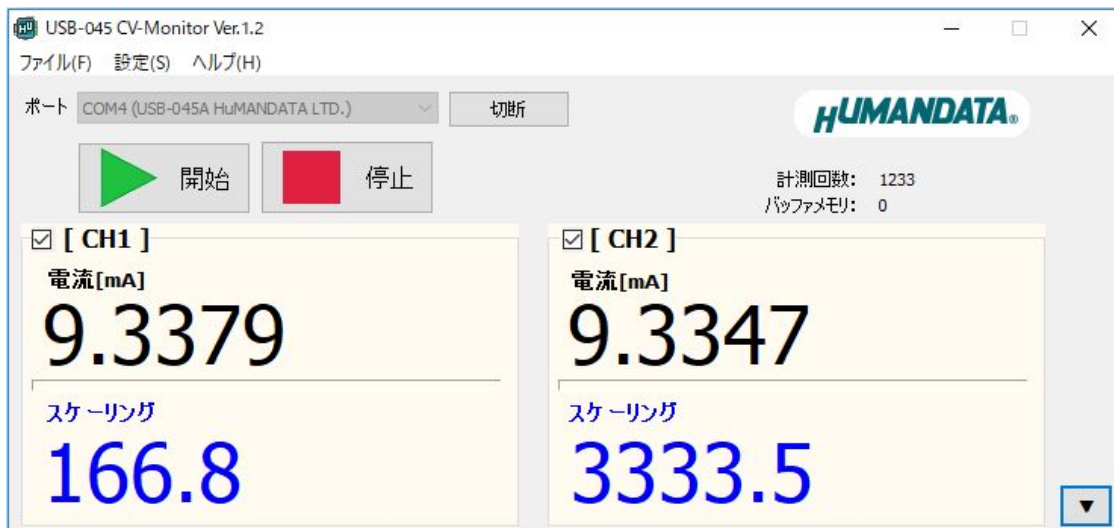 USB-045 CV-Monitor Ver.1.2
ファイル(F) 設定(S) ヘルプ(H)
ポート COM4 (USB-045A HuMANDATA LTD.) 切断
HUMANDATA®
開始 停止
計測回数: 1233
バッファメモリ: 0
[ CH1 ]
電流[mA]
9.3379
スケーリング
166.8
[ CH2 ]
電流[mA]
9.3347
スケーリング
3333.5